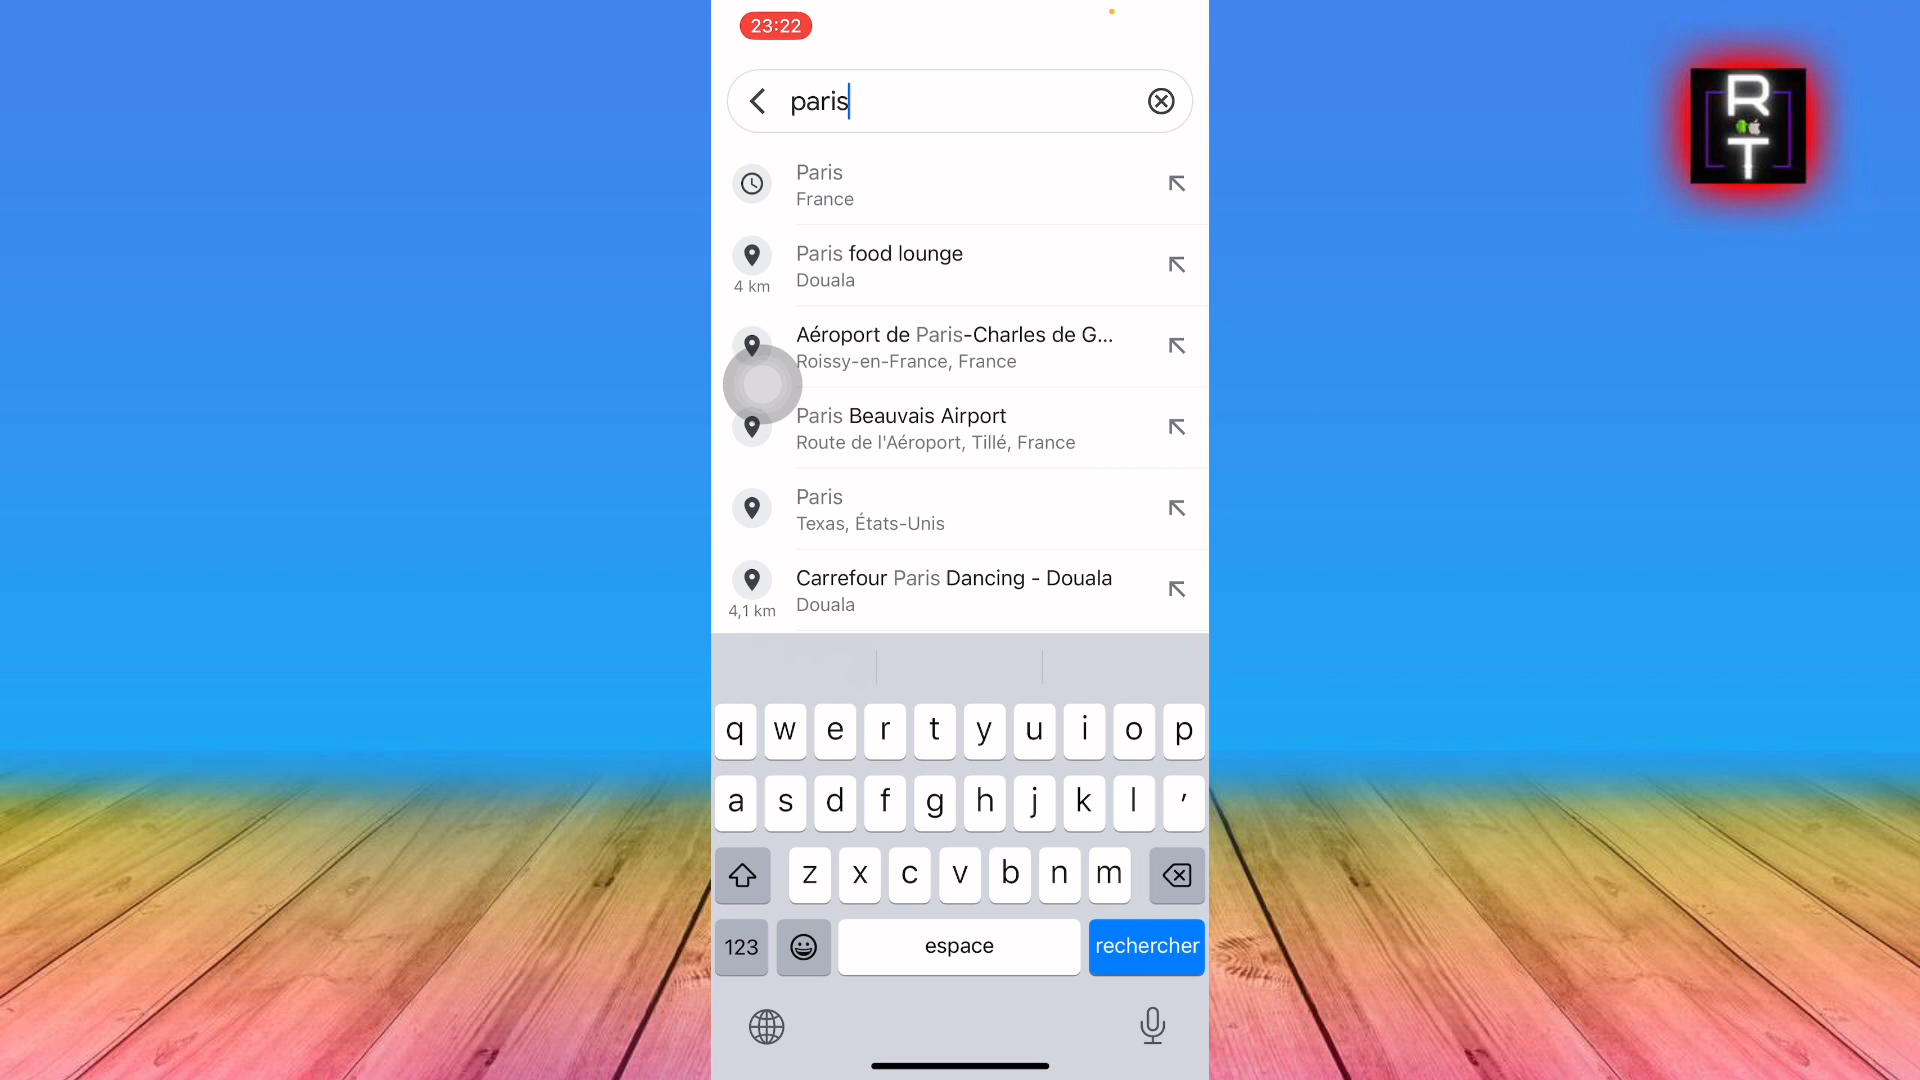 23:22
R
T
paris
Paris
France
Paris food lounge
Douala
4 km
Aéroport de Paris-Charles de G...
Roissy-en-France, France
Paris Beauvais Airport
Route de l'Aéroport, Tillé, France
Paris
Texas, États-Unis
Carrefour Paris Dancing - Douala
Douala
4,1 km
q w e r t y u i o p
a s d f g h j k l ′
z x c v b n m
123 espace rechercher